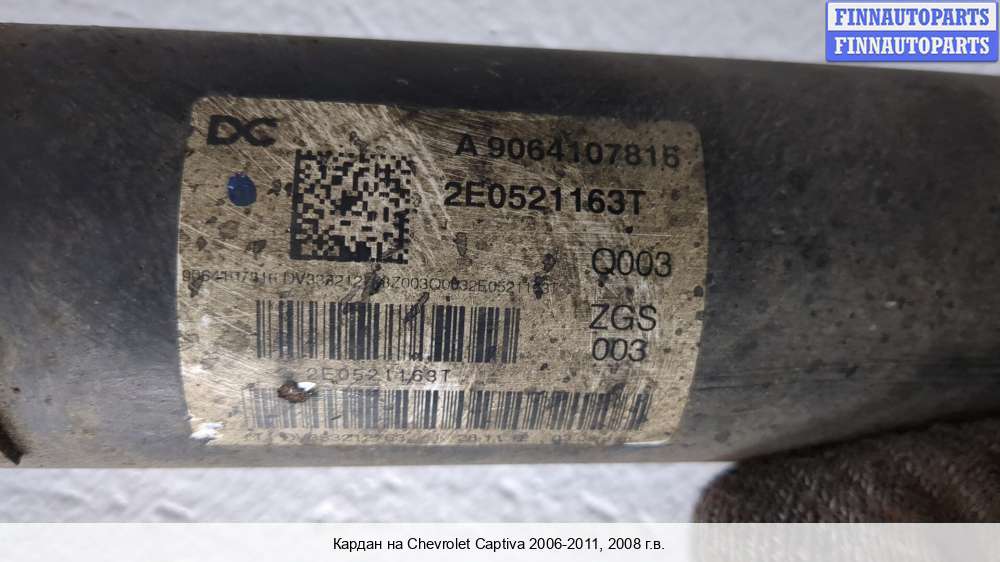 FINNAUTOPARTS
FINNAUTOPARTS
DC
A 9064107816
2E0521163T
Q003
ZGS
003
2E0521163T
Кардан на Chevrolet Captiva 2006-2011, 2008 г.в.